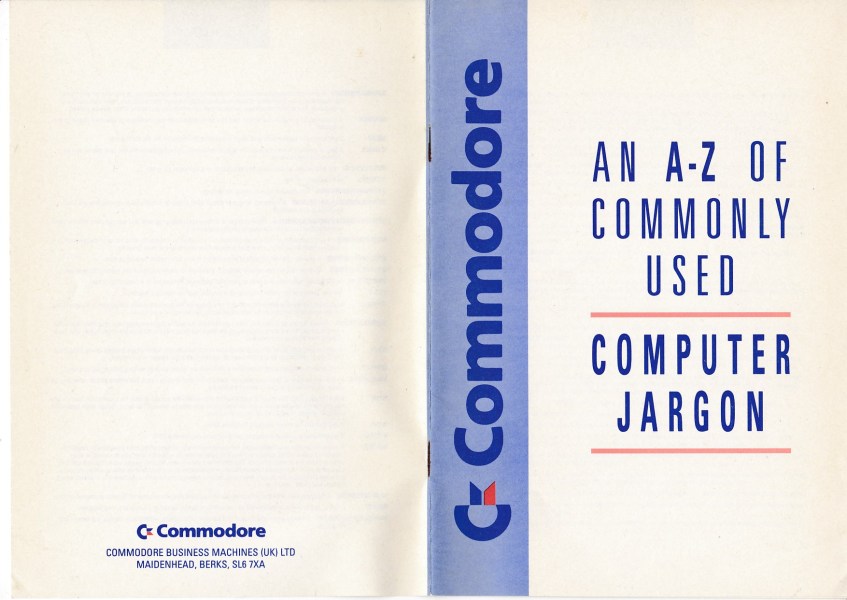 Commodore
COMMODORE BUSINESS MACHINES (UK) LTD
MAIDENHEAD, BERKS, SL6 7XA
Commodore
AN A-Z OF
COMMONLY
USED
COMPUTER
JARGON